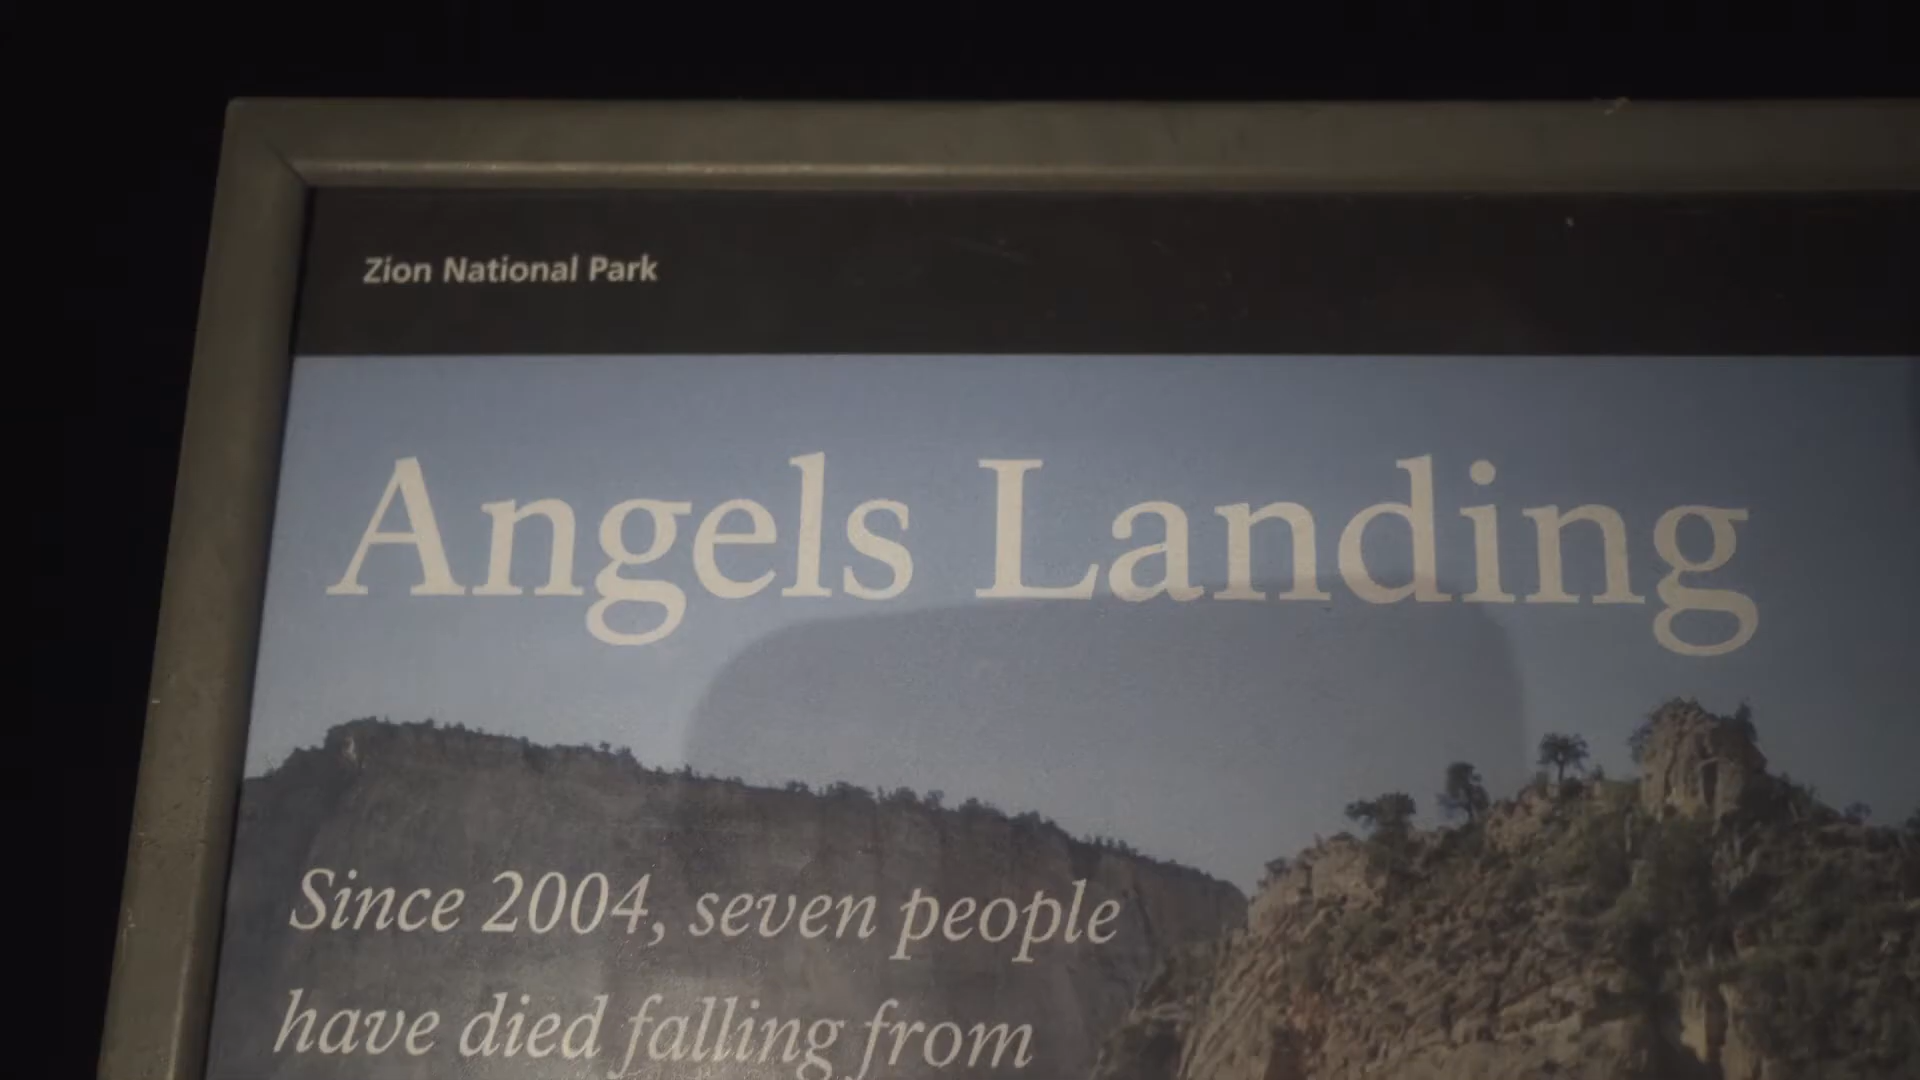 Zion National Park
Angels Landing
Since 2004, seven people
have died falling from